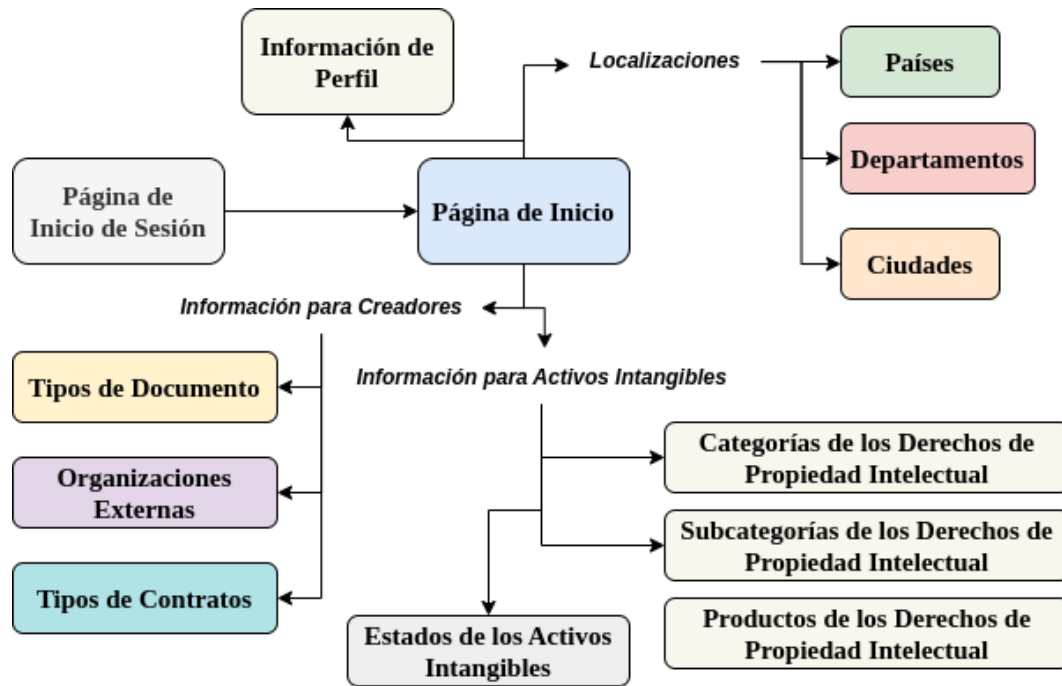 Información de
Perfil
Localizaciones
Países
Departamentos
Ciudades
Página de
Inicio de Sesión
Página de Inicio
Información para Creadores
Tipos de Documento
Organizaciones
Externas
Tipos de Contratos
Información para Activos Intangibles
Categorías de los Derechos de
Propiedad Intelectual
Subcategorías de los Derechos de
Propiedad Intelectual
Productos de los Derechos de
Propiedad Intelectual
Estados de los Activos
Intangibles